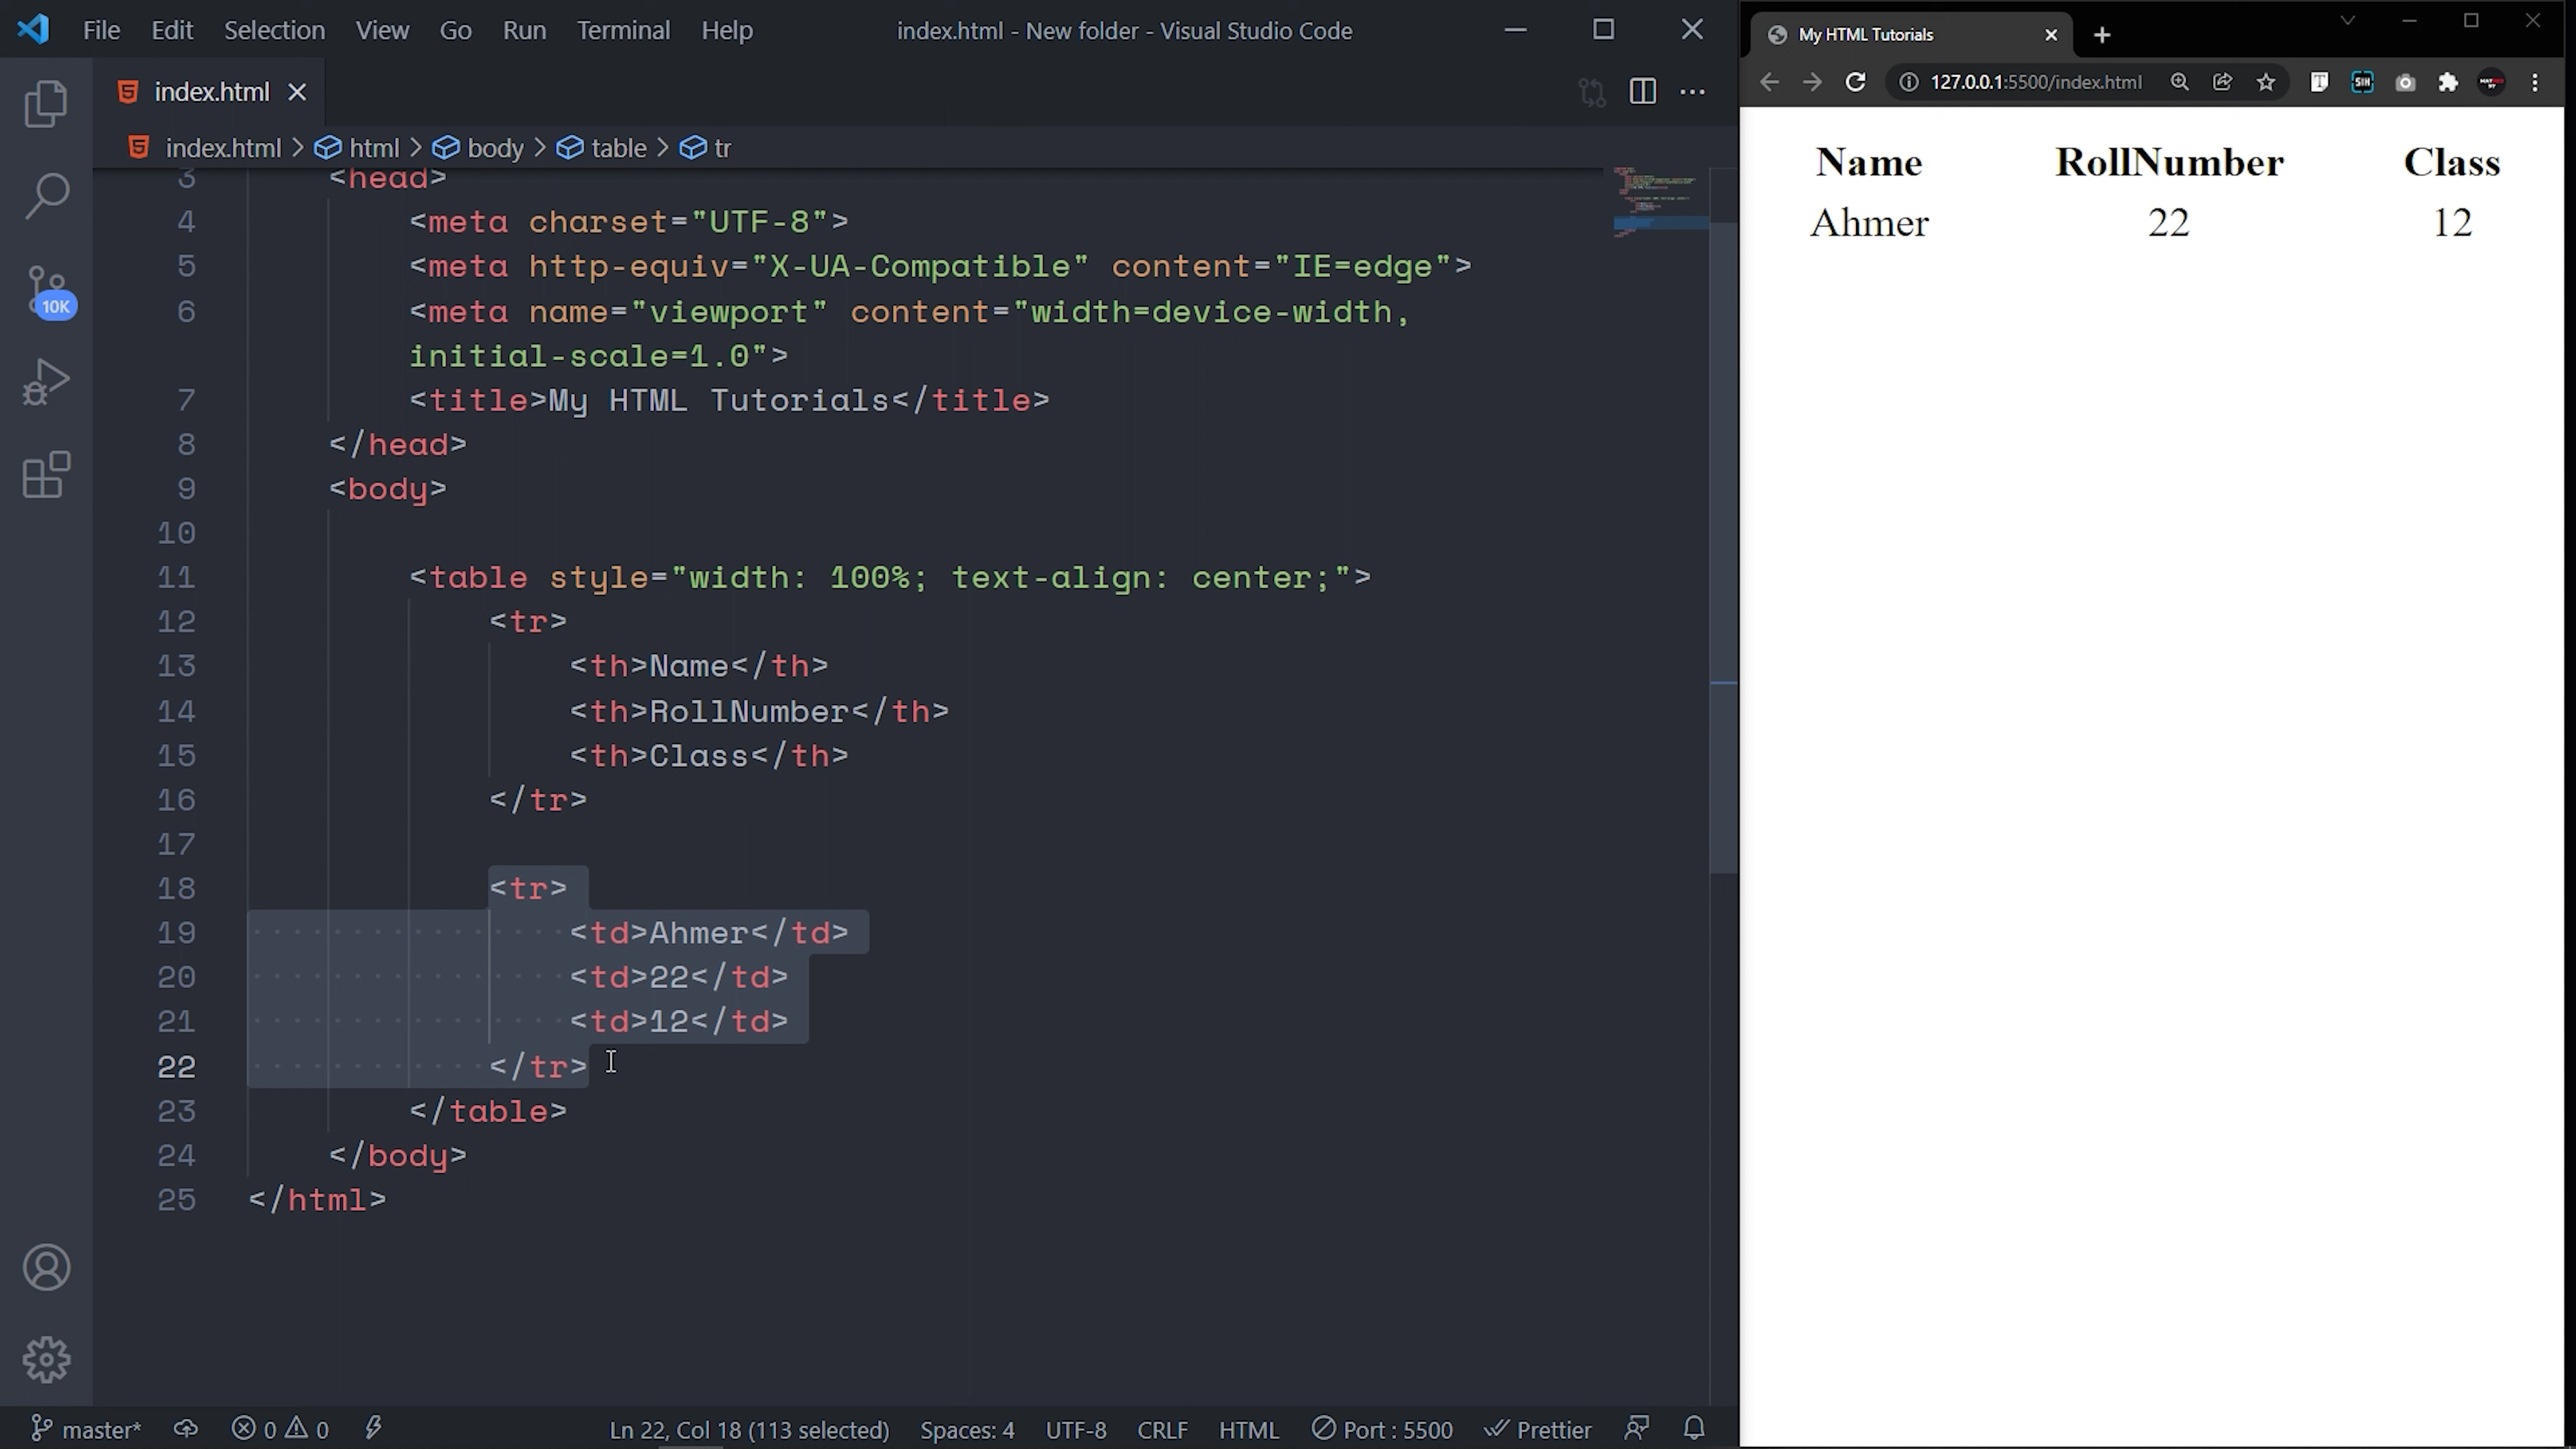 File Edit Selection View Go Run Terminal Help
index.html - New folder - Visual Studio Code
index.html
index.html > html > body > table > tr
10K
3 <head>
4 <meta charset="UTF-8">
5 <meta http-equiv="X-UA-Compatible" content="IE=edge">
6 <meta name="viewport" content="width=device-width,
initial-scale=1.0">
7 <title>My HTML Tutorials</title>
8 </head>
9 <body>
10
11 <table style="width: 100%; text-align: center;">
12 <tr>
13 <th>Name</th>
14 <th>RollNumber</th>
15 <th>Class</th>
16 </tr>
17
18 <tr>
19 <td>Ahmer</td>
20 <td>22</td>
21 <td>12</td>
22 </tr>
23 </table>
24 </body>
25 </html>
master* 0 0 Ln 22, Col 18 (113 selected) Spaces: 4 UTF-8 CRLF HTML Port : 5500 Prettier
My HTML Tutorials
127.0.0.1:5500/index.html
Name RollNumber Class
Ahmer 22 12